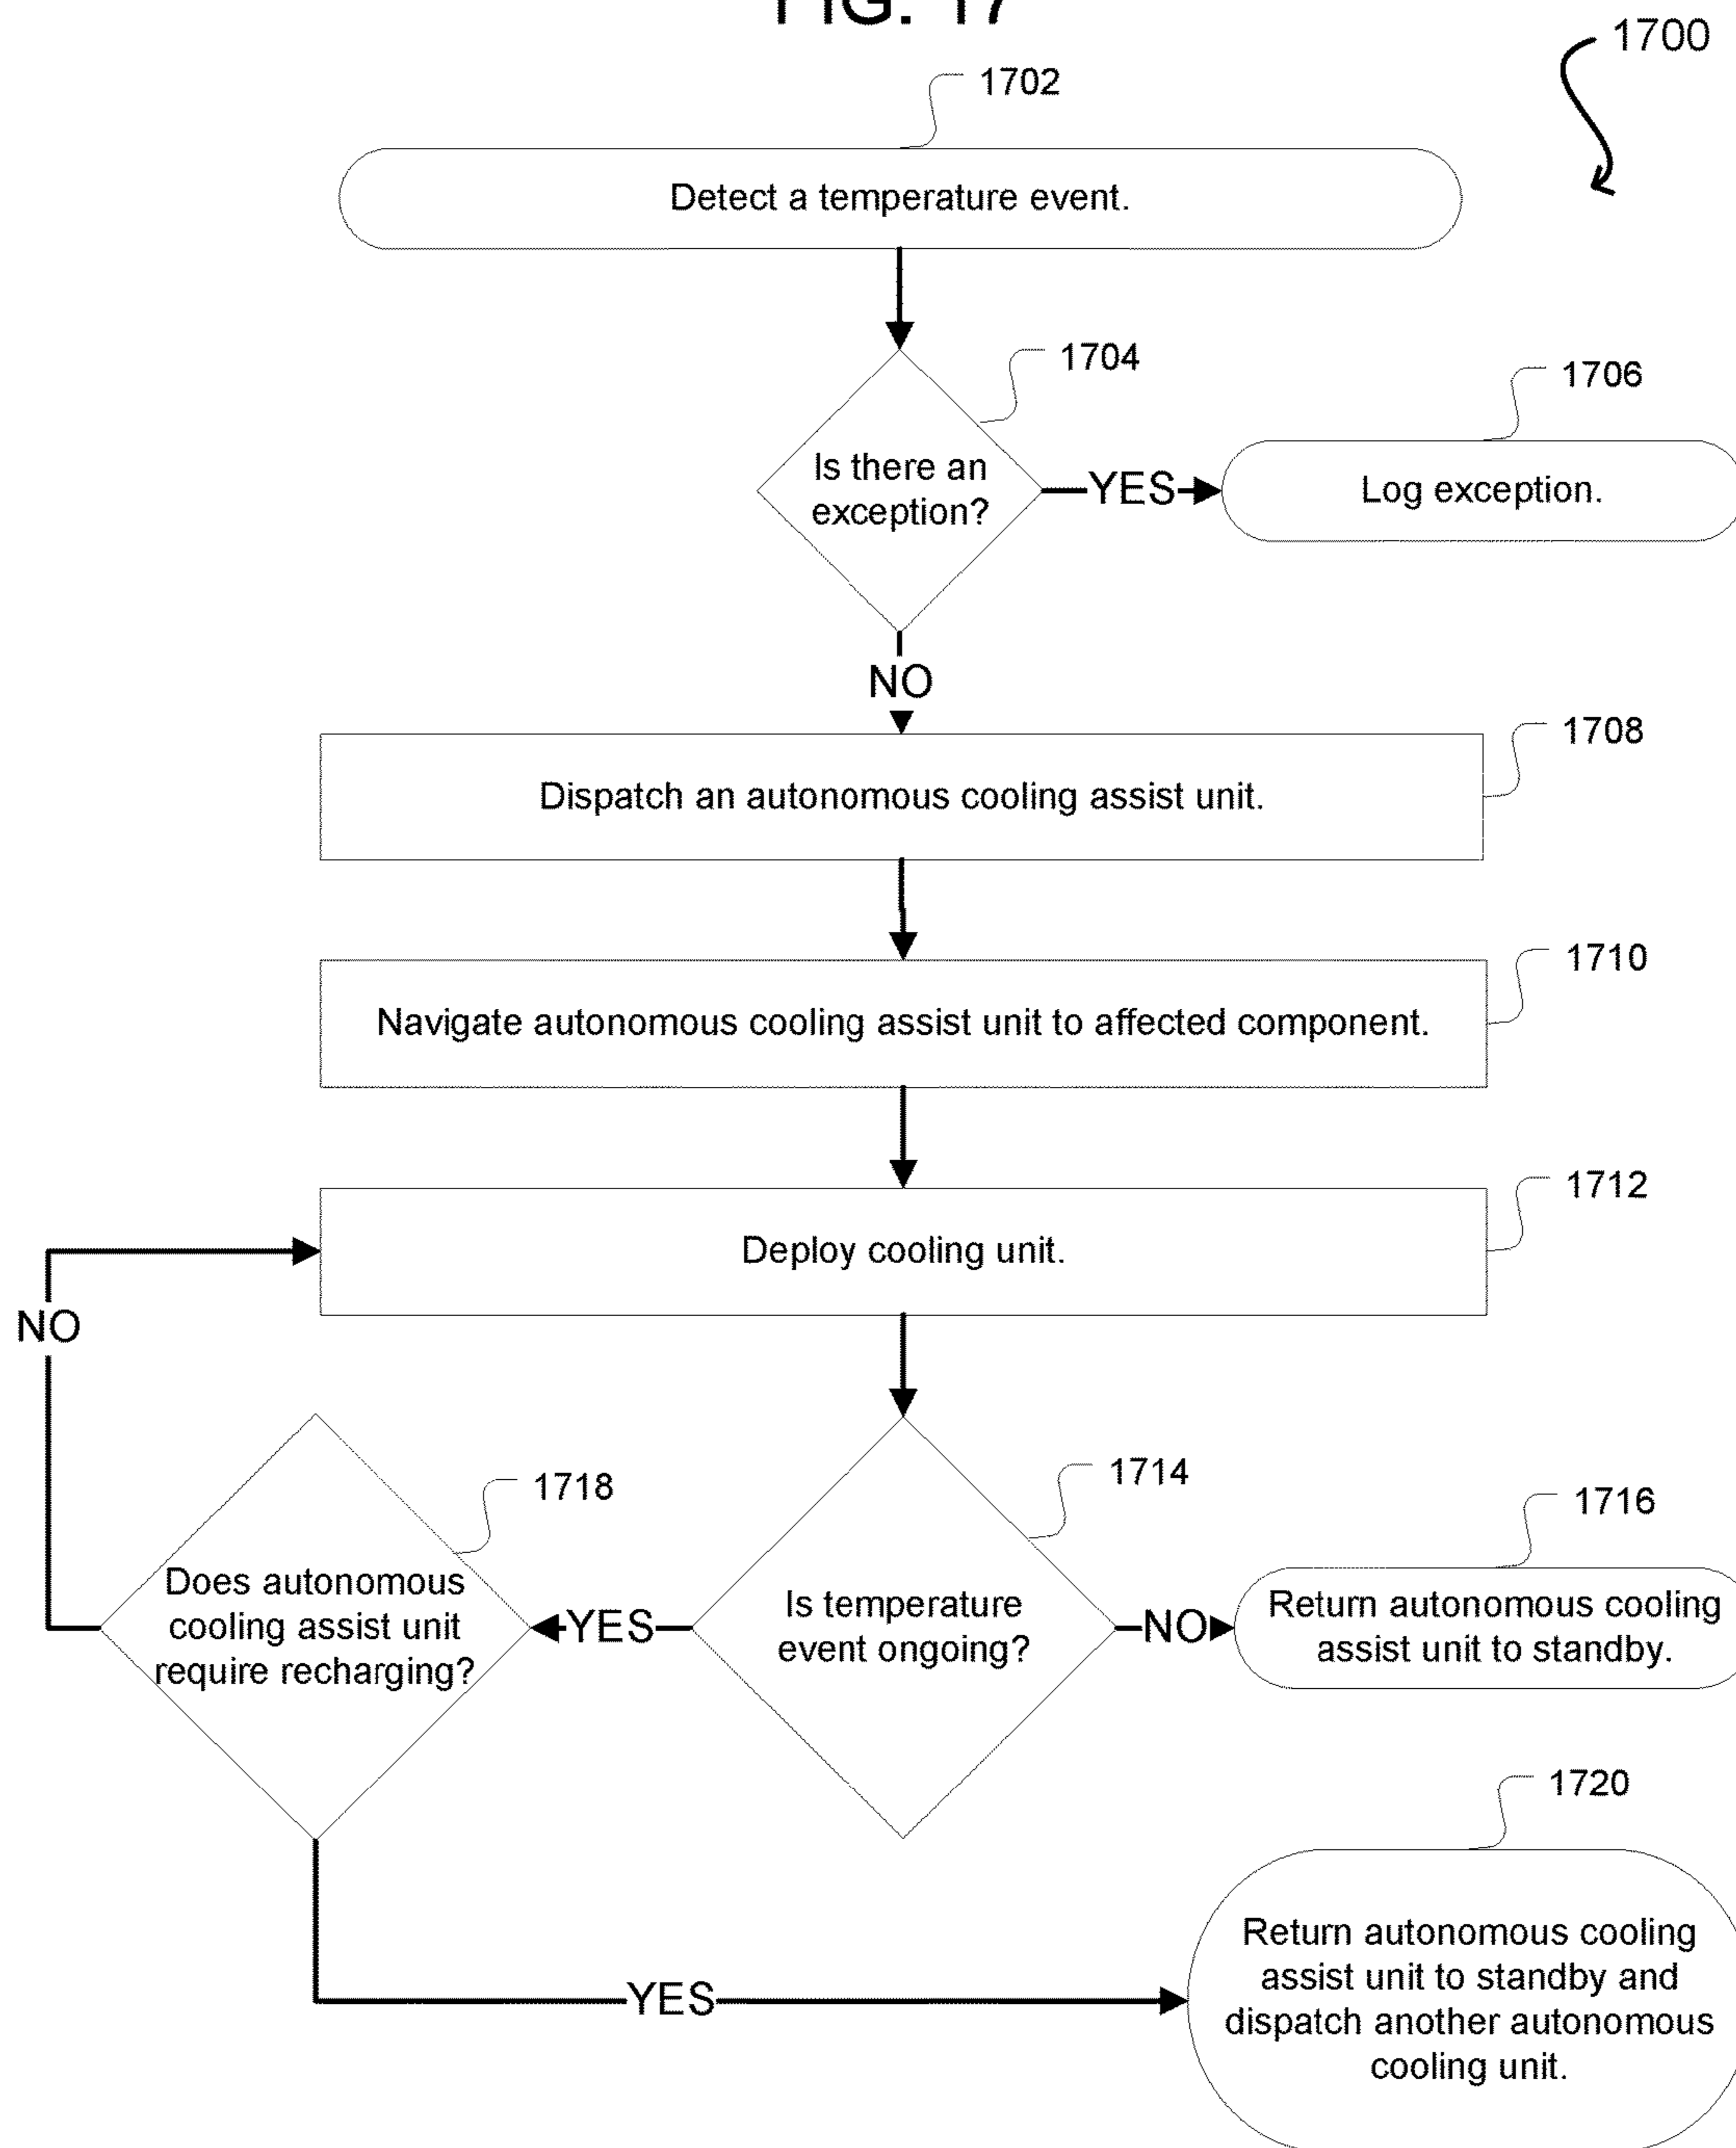 FIG. 17
1700
1702
Detect a temperature event.
1704
1706
Is there an
exception?
YES
Log exception.
NO
1708
Dispatch an autonomous cooling assist unit.
1710
Navigate autonomous cooling assist unit to affected component.
1712
Deploy cooling unit.
NO
1718
1714
1716
Does autonomous
cooling assist unit
require recharging?
YES
Is temperature
event ongoing?
NO
Return autonomous cooling
assist unit to standby.
1720
YES
Return autonomous cooling
assist unit to standby and
dispatch another autonomous
cooling unit.